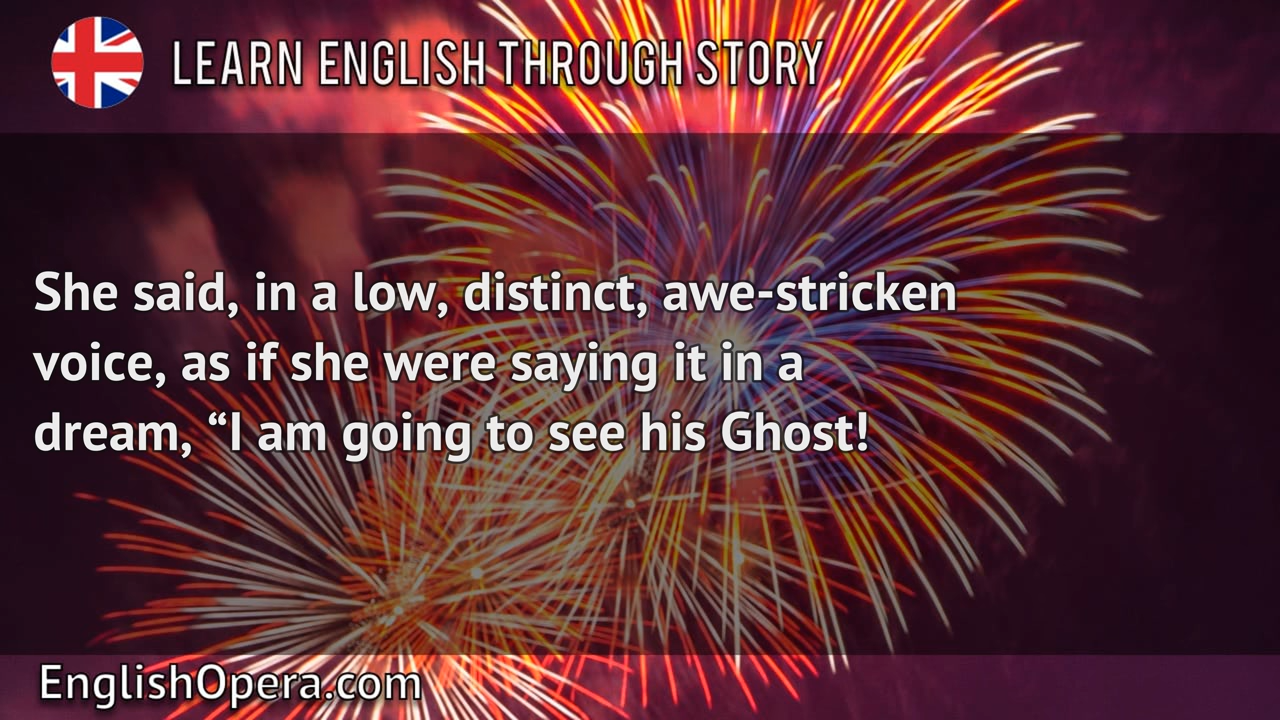 LEARN ENGLISH THROUGH STORY
She said, in a low, distinct, awe-stricken
voice, as if she were saying it in a
dream, “I am going to see his Ghost!
EnglishOpera.com